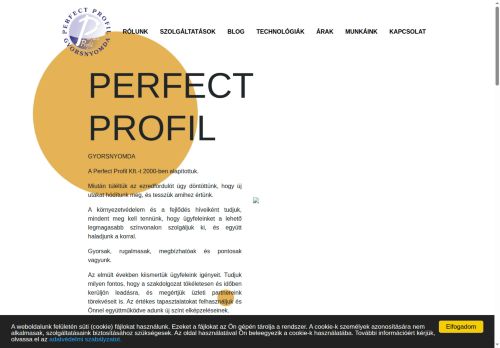 PERFECT PROFIL
GYORSNYOMDA
RÓLUNK SZOLGÁLTATÁSOK BLOG TECHNOLÓGIÁK ÁRAK MUNKÁINK KAPCSOLAT
PERFECT
PROFIL
GYORSNYOMDA
A Perfect Profil Kft.-t 2000-ben alapítottuk.
Miután túléltük az ezredfordulót úgy döntöttünk, hogy új
utakat hódítunk meg, és tesszük amihez értünk.
A környezetvédelem és a fejlődés híveiként tudjuk,
mindent meg kell tennünk, hogy ügyfeleinket a lehető
legmagasabb színvonalon szolgáljuk ki, és együtt
haladjunk a korral.
Gyorsak, rugalmasak, megbízhatóak és pontosak
vagyunk.
Az elmúlt években kiismertük ügyfeleink igényeit. Tudjuk
milyen fontos, hogy a szakdolgozat tökéletesen és időben
kerüljön leadásra, és megértjük üzleti partnereink
törekvéseit is. Az értékes tapasztalatokat felhasználjuk és
Önnel együttműködve adunk új színt elképzeléseinek.
A weboldalunk felületén süti (cookie) fájlokat használunk. Ezeket a fájlokat az Ön gépén tárolja a rendszer. A cookie-k személyek azonosítására nem
alkalmasak, szolgáltatásaink biztosításához szükségesek. Az oldal használatával Ön beleegyezik a cookie-k használatába. További információért kérjük,
olvassa el az adatvédelmi szabályzatot.
Elfogadom